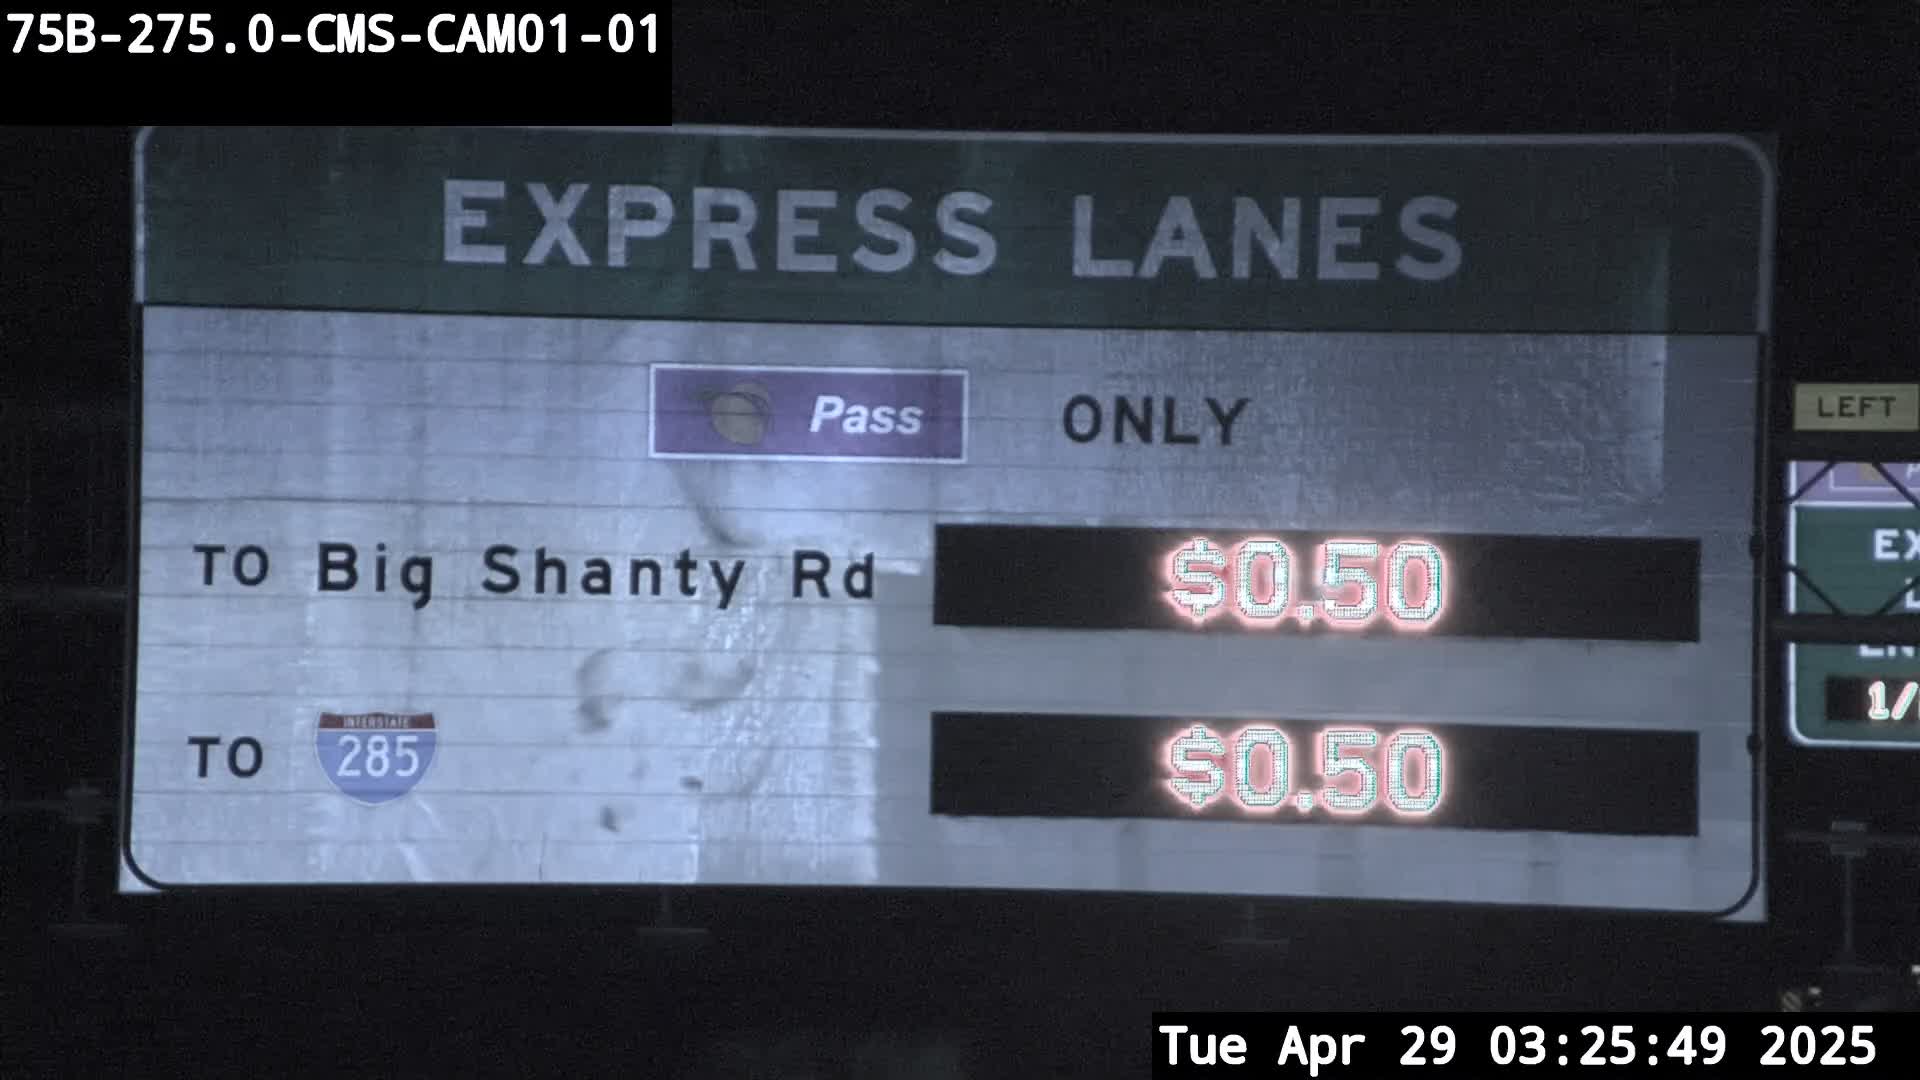 75B-275.0-CMS-CAM01-01
EXPRESS LANES
Pass ONLY
TO Big Shanty Rd $0.50
TO INTERSTATE 285 $0.50
LEFT
Tue Apr 29 03:25:49 2025